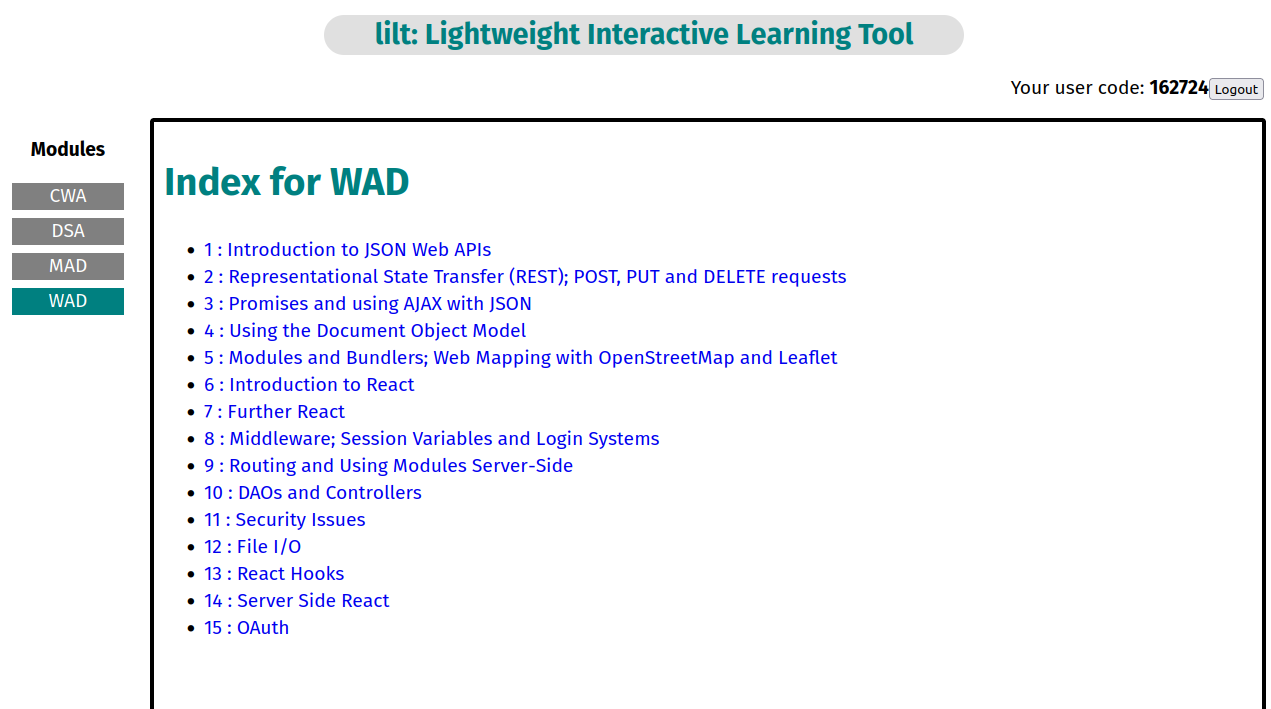 lilt: Lightweight Interactive Learning Tool
Your user code: 162724 Logout
Modules
CWA
DSA
MAD
WAD
Index for WAD
1 : Introduction to JSON Web APIs
2 : Representational State Transfer (REST); POST, PUT and DELETE requests
3 : Promises and using AJAX with JSON
4 : Using the Document Object Model
5 : Modules and Bundlers; Web Mapping with OpenStreetMap and Leaflet
6 : Introduction to React
7 : Further React
8 : Middleware; Session Variables and Login Systems
9 : Routing and Using Modules Server-Side
10 : DAOs and Controllers
11 : Security Issues
12 : File I/O
13 : React Hooks
14 : Server Side React
15 : OAuth